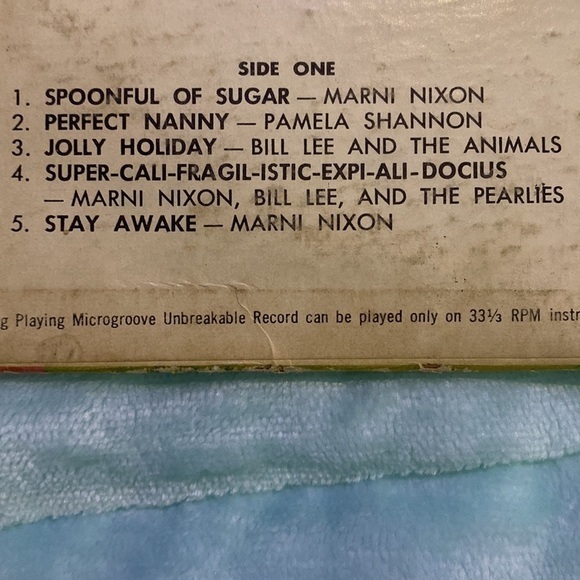 SIDE ONE
1. SPOONFUL OF SUGAR — MARNI NIXON
2. PERFECT NANNY — PAMELA SHANNON
3. JOLLY HOLIDAY — BILL LEE AND THE ANIMALS
4. SUPER-CALI-FRAGIL-ISTIC-EXPI-ALI-DOCIUS
— MARNI NIXON, BILL LEE, AND THE PEARLIES
5. STAY AWAKE — MARNI NIXON
g Playing Microgroove Unbreakable Record can be played only on 33⅓ RPM instr